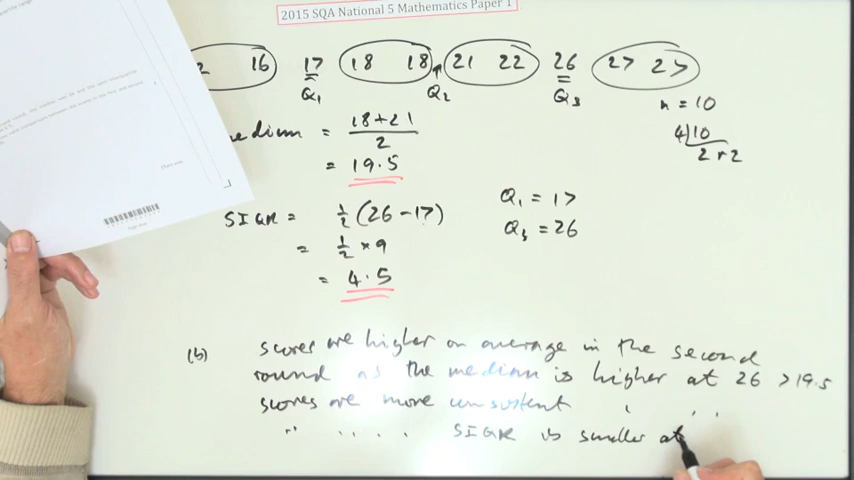 2015 SQA National 5 Mathematics Paper 1
2 16 17 18 18 21 22 26 27 27
Q₁ Q₂ Q₃
n = 10
4|10
2 r 2
median = 18+21
2
= 19.5
SIQR = ½ (26 - 17)
= ½ × 9
= 4.5
Q₁ = 17
Q₃ = 26
(b) scores are higher on average in the second
round as the median is higher at 26 > 19.5
scores are more consistent " " "
" " " " SIQR is smaller at